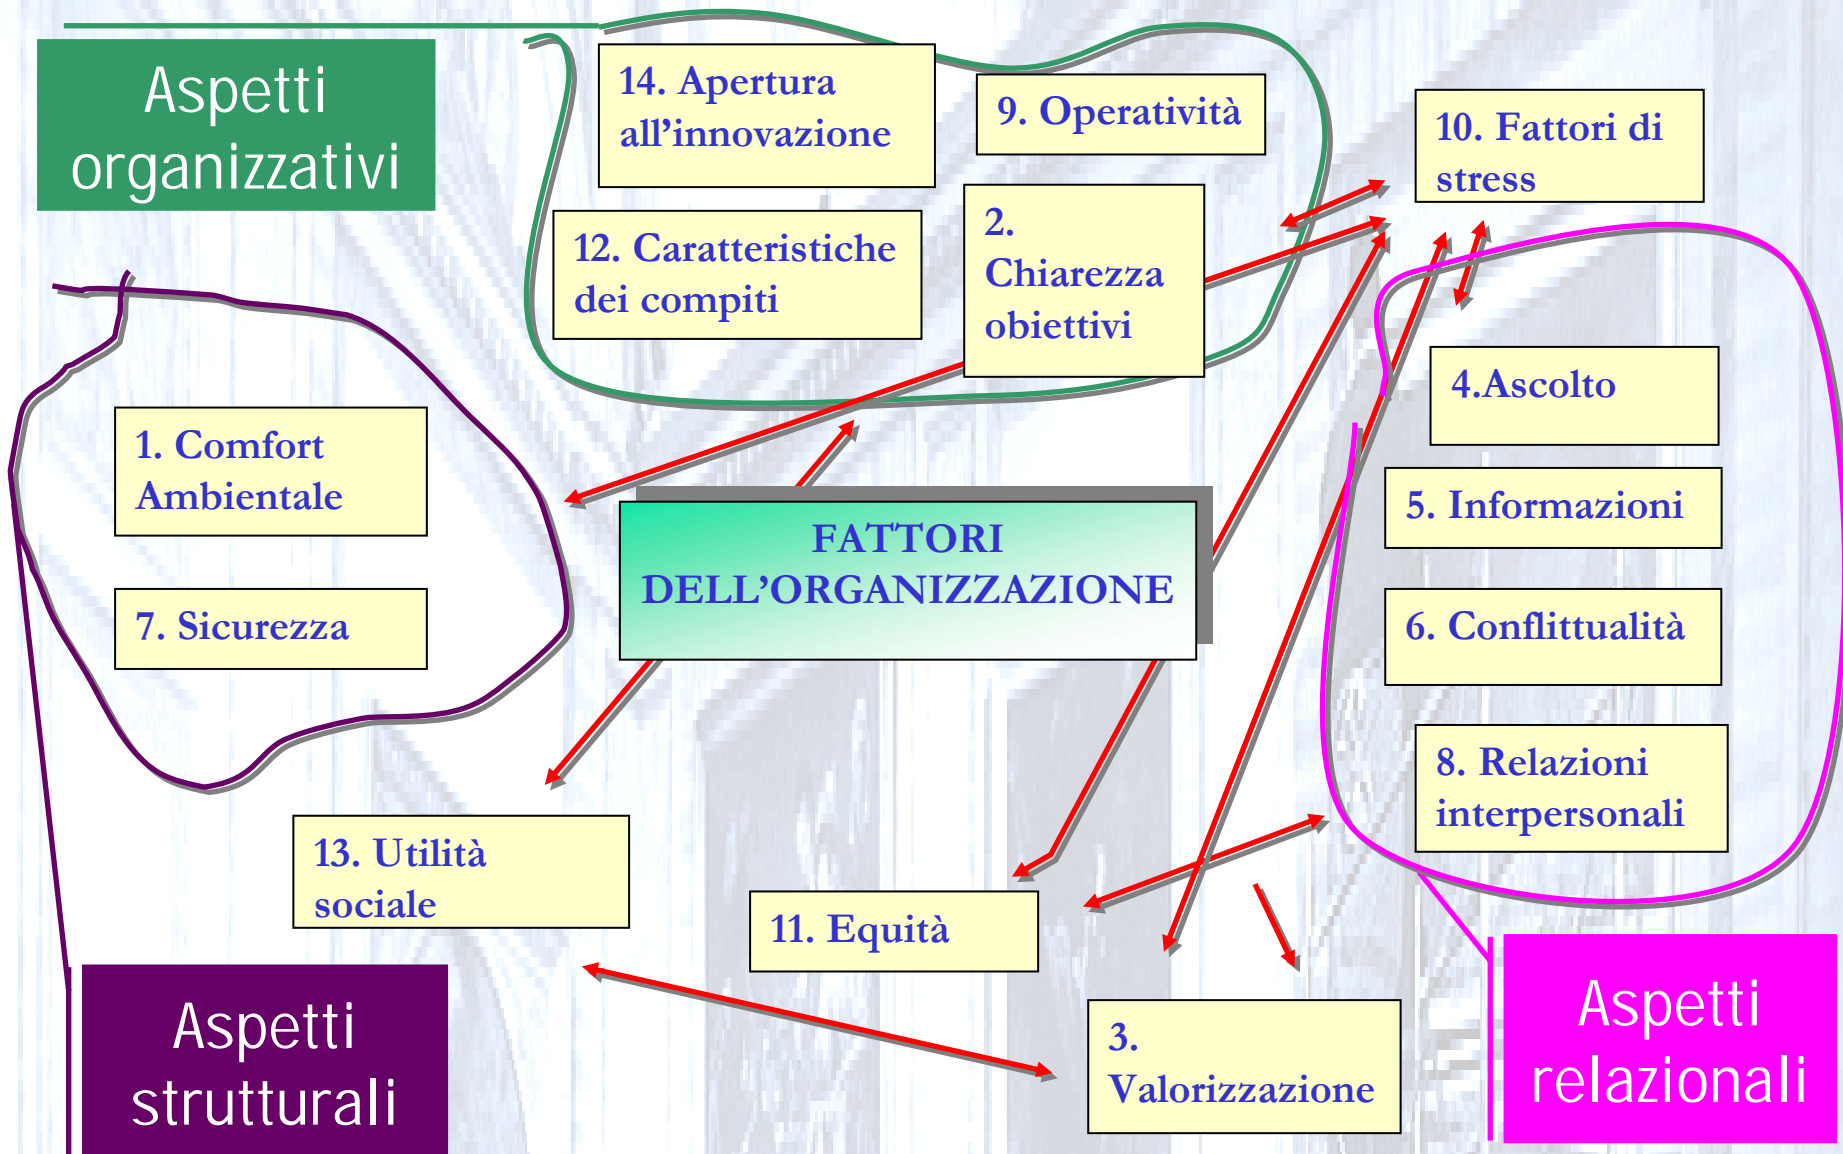 Aspetti
organizzativi
14. Apertura
all’innovazione
9. Operatività
10. Fattori di
stress
12. Caratteristiche
dei compiti
2.
Chiarezza
obiettivi
1. Comfort
Ambientale
7. Sicurezza
FATTORI
DELL’ORGANIZZAZIONE
4.Ascolto
5. Informazioni
6. Conflittualità
8. Relazioni
interpersonali
13. Utilità
sociale
11. Equità
3.
Valorizzazione
Aspetti
strutturali
Aspetti
relazionali